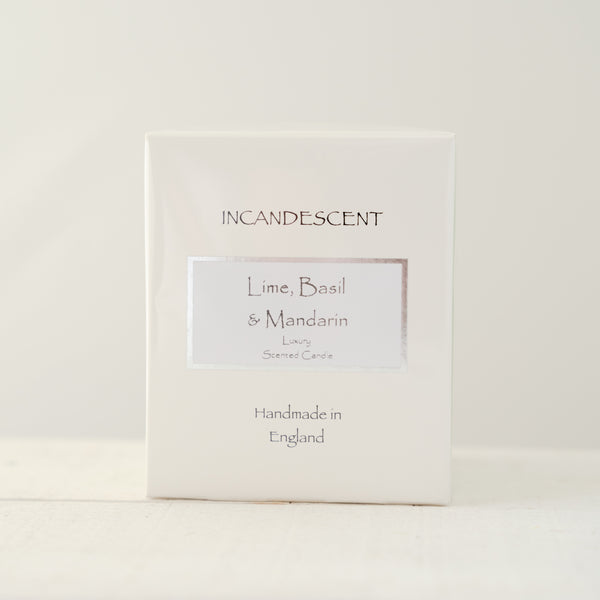 INCANDESCENT
Lime, Basil
& Mandarin
Luxury
Scented Candle
Handmade in
England